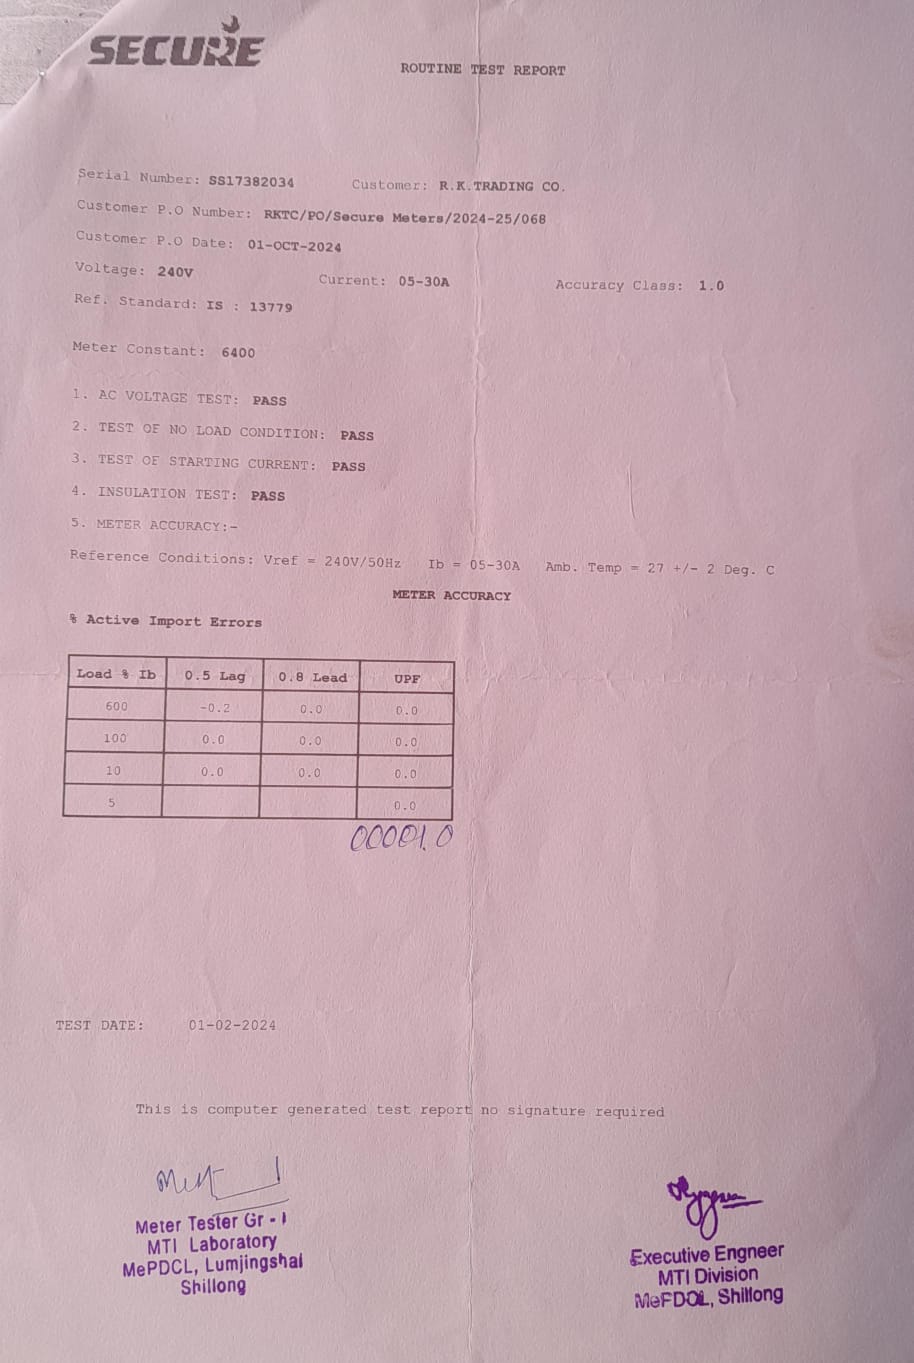 SECURE
ROUTINE TEST REPORT
Serial Number: SS17382034 Customer: R.K.TRADING CO.
Customer P.O Number: RKTC/PO/Secure Meters/2024-25/068
Customer P.O Date: 01-OCT-2024
Voltage: 240V Current: 05-30A Accuracy Class: 1.0
Ref. Standard: IS : 13779
Meter Constant: 6400
1. AC VOLTAGE TEST: PASS
2. TEST OF NO LOAD CONDITION: PASS
3. TEST OF STARTING CURRENT: PASS
4. INSULATION TEST: PASS
5. METER ACCURACY:-
Reference Conditions: Vref = 240V/50Hz Ib = 05-30A Amb. Temp = 27 +/- 2 Deg. C
METER ACCURACY
% Active Import Errors
Load % Ib 0.5 Lag 0.8 Lead UPF
600 -0.2 0.0 0.0
100 0.0 0.0 0.0
10 0.0 0.0 0.0
5 0.0
TEST DATE: 01-02-2024
This is computer generated test report no signature required
Meter Tester Gr - I
MTI Laboratory
MePDCL, Lumjingshai
Shillong
Executive Engneer
MTI Division
MePDCL, Shillong